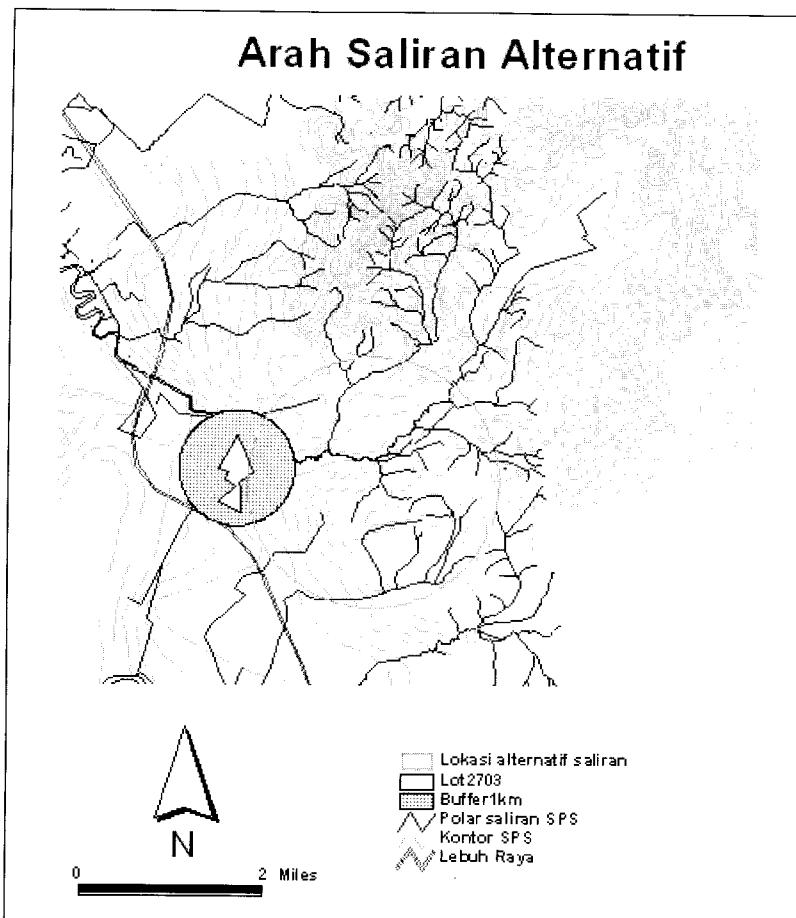 Arah Saliran Alternatif
Lokasi alternatif saliran
Lot2703
Buffer1km
Polar saliran SPS
Kontor SPS
Lebuh Raya
N
0 2 Miles